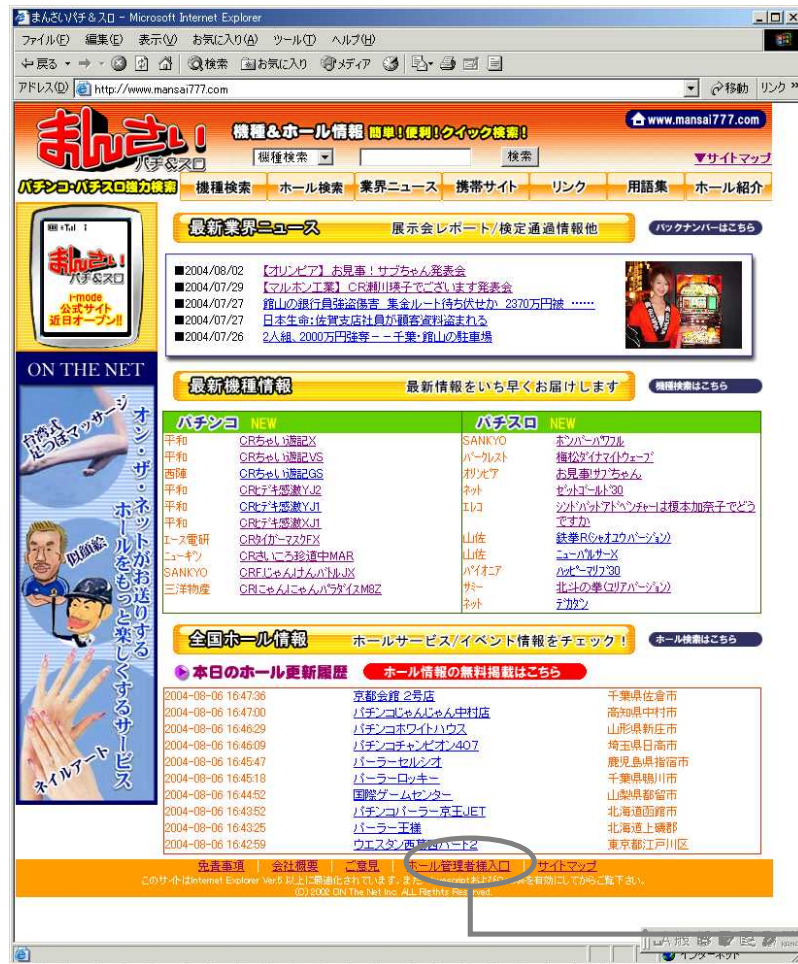 まんさいパチ&スロ - Microsoft Internet Explorer
ファイル(F) 編集(E) 表示(V) お気に入り(A) ツール(T) ヘルプ(H)
戻る 検索 お気に入り メディア
アドレス(D) http://www.mansai777.com 移動 リンク »
まんさい
パチ&スロ
機種&ホール情報 簡単!便利!クイック検索!
www.mansai777.com
機種検索 検索
▼サイトマップ
パチンコ・パチスロ強力検索 機種検索 ホール検索 業界ニュース 携帯サイト リンク 用語集 ホール紹介
まんさい
パチ&スロ
i-mode
公式サイト
近日オープン!!
最新業界ニュース 展示会レポート/検定通過情報他 バックナンバーはこちら
■2004/08/02 【オリンピア】お見事!サブちゃん発表会
■2004/07/29 【マルホン工業】CR瀬川瑛子でございます発表会
■2004/07/27 館山の銀行員強盗傷害 集金ルート待ち伏せか 2370万円被 ……
■2004/07/27 日本生命:佐賀支店社員が顧客資料盗まれる
■2004/07/26 2人組、2000万円強奪--千葉・館山の駐車場
ON THE NET
台湾式
足つぼマッサージ
似顔絵
ネイルアート
オン・ザ・ネットがお送りする
ホールをもっと楽しくするサービス
最新機種情報 最新情報をいち早くお届けします 機種検索はこちら
パチンコ NEW
平和 CRちゃい遊記X
平和 CRちゃい遊記VS
西陣 CRちゃい遊記GS
平和 CRヒデキ感激YJ2
平和 CRヒデキ感激YJ1
平和 CRヒデキ感激XJ1
エース電研 CRタイガーマスクFX
ニューギン CRさいころ珍道中MAR
SANKYO CRFじゃんけんバトルJX
三洋物産 CRにゃんにゃんパラダイスM8Z
パチスロ NEW
SANKYO ボンバーパワフル
パークレスト 梅松ダイナマイトウェーブ
オリンピア お見事!サブちゃん
ネット ゼットゴールド30
エレコ シンドバットアドベンチャーは榎本加奈子でどうですか
山佐 鉄拳R(シャオユウバージョン)
山佐 ニューパルサーX
パイオニア ハッピーマリブ30
サミー 北斗の拳(ユリアバージョン)
ネット デカダン
全国ホール情報 ホールサービス/イベント情報をチェック! ホール検索はこちら
本日のホール更新履歴 ホール情報の無料掲載はこちら
2004-08-06 16:47:36 京都会館 2号店 千葉県佐倉市
2004-08-06 16:47:00 パチンコじゃんじゃん中村店 高知県中村市
2004-08-06 16:46:29 パチンコホワイトハウス 山形県新庄市
2004-08-06 16:46:09 パチンコチャンピオン407 埼玉県日高市
2004-08-06 16:45:47 パーラーセルシオ 鹿児島県指宿市
2004-08-06 16:45:18 パーラーロッキー 千葉県鴨川市
2004-08-06 16:44:52 国際ゲームセンター 山梨県都留市
2004-08-06 16:43:52 パチンコパーラー京王JET 北海道函館市
2004-08-06 16:43:25 パーラー王様 北海道上磯郡
2004-08-06 16:42:59 ウエスタン西葛西パート2 東京都江戸川区
免責事項 | 会社概要 | ご意見 | ホール管理者様入口 | サイトマップ
このサイトはInternet Explorer Ver.5 以上に最適化されています。また を有効にしてからご覧下さい。
(C) 2002 ON The Net Inc. ALL Rights Reserved.
インターネット